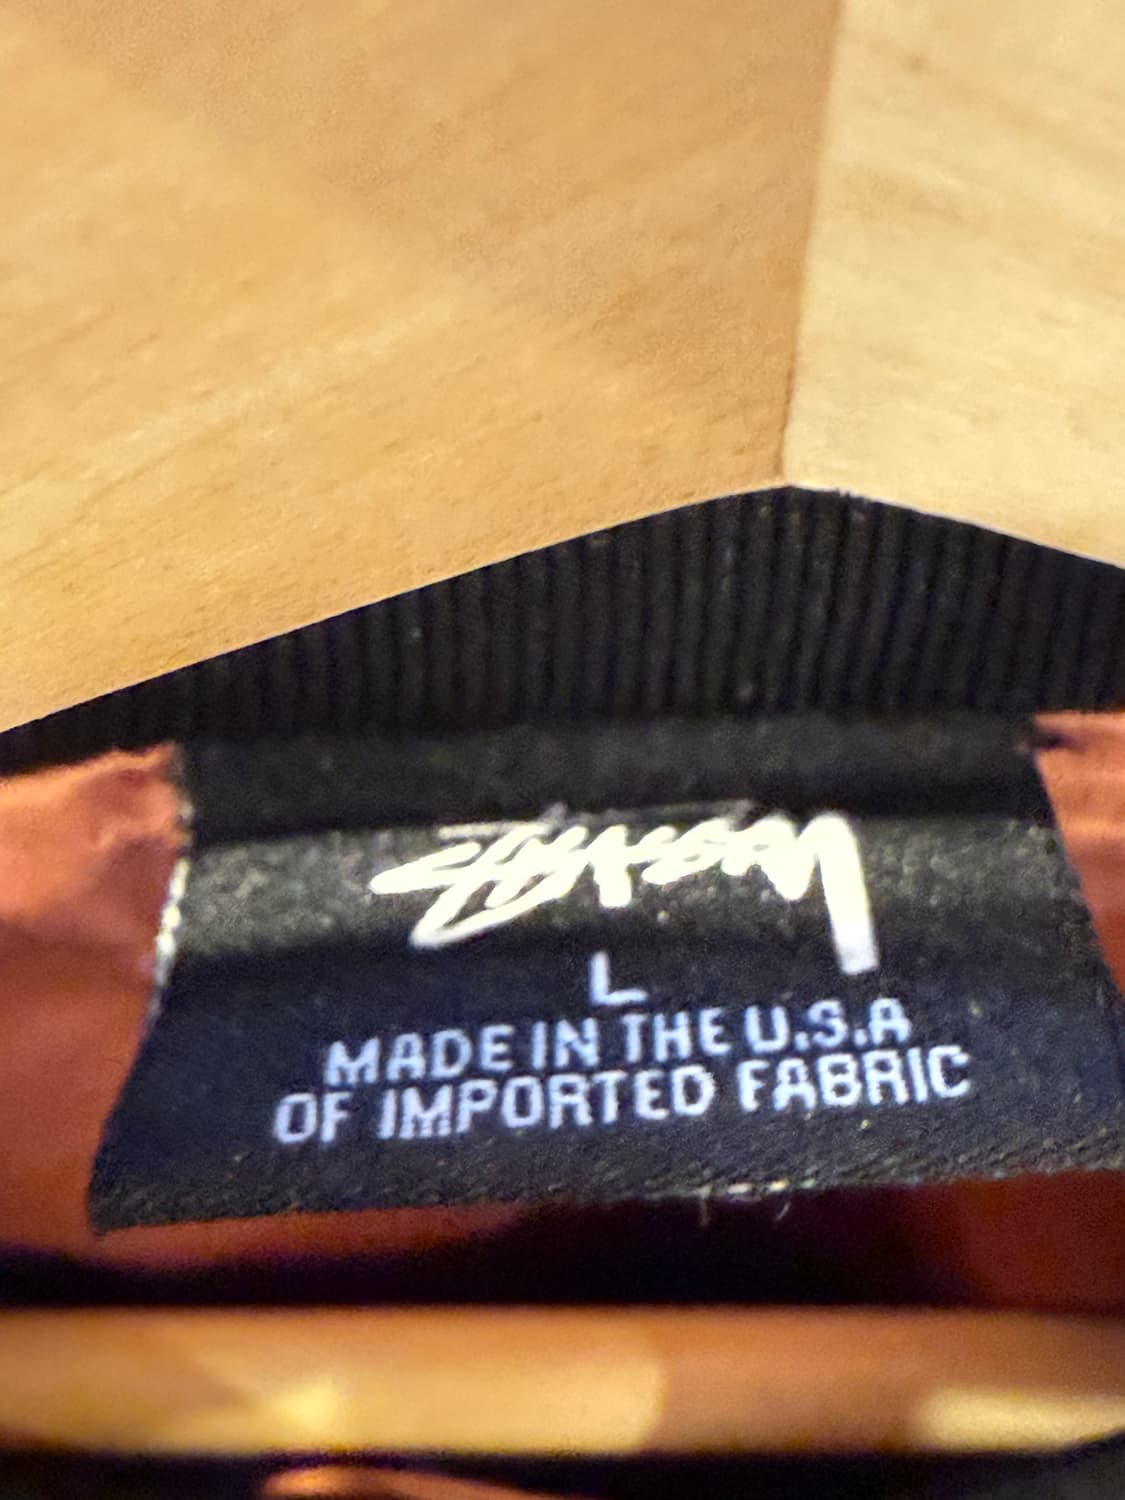 Stüssy
L
MADE IN THE U.S.A
OF IMPORTED FABRIC